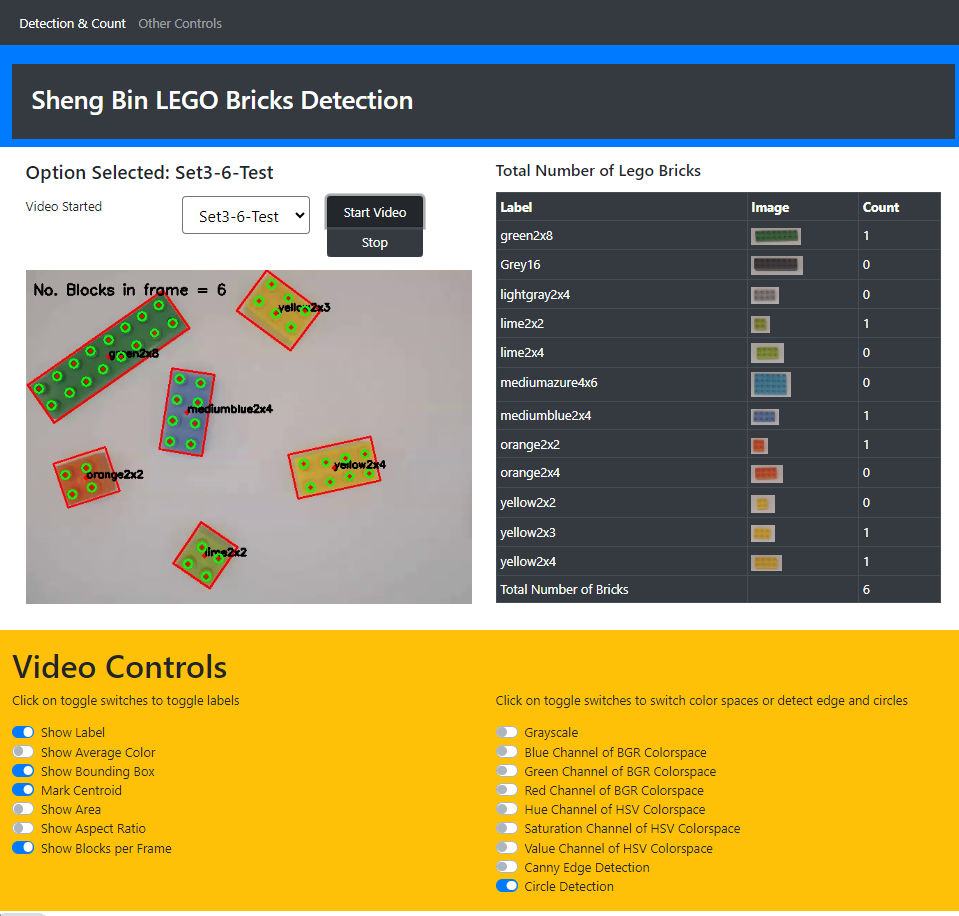 Detection & Count Other Controls
Sheng Bin LEGO Bricks Detection
Option Selected: Set3-6-Test
Video Started
Set3-6-Test
Start Video
Stop
No. Blocks in frame = 6
yellow2x3
green2x8
mediumblue2x4
orange2x2
yellow2x4
lime2x2
Total Number of Lego Bricks
Label Image Count
green2x8 1
Grey16 0
lightgray2x4 0
lime2x2 1
lime2x4 0
mediumazure4x6 0
mediumblue2x4 1
orange2x2 1
orange2x4 0
yellow2x2 0
yellow2x3 1
yellow2x4 1
Total Number of Bricks 6
Video Controls
Click on toggle switches to toggle labels
Show Label
Show Average Color
Show Bounding Box
Mark Centroid
Show Area
Show Aspect Ratio
Show Blocks per Frame
Click on toggle switches to switch color spaces or detect edge and circles
Grayscale
Blue Channel of BGR Colorspace
Green Channel of BGR Colorspace
Red Channel of BGR Colorspace
Hue Channel of HSV Colorspace
Saturation Channel of HSV Colorspace
Value Channel of HSV Colorspace
Canny Edge Detection
Circle Detection